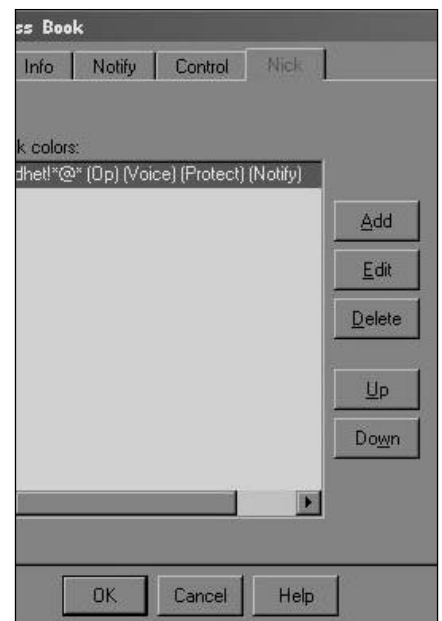 ss Book
Info Notify Control Nick
k colors:
dhet!*@* (Op) (Voice) (Protect) (Notify)
Add
Edit
Delete
Up
Down
OK Cancel Help